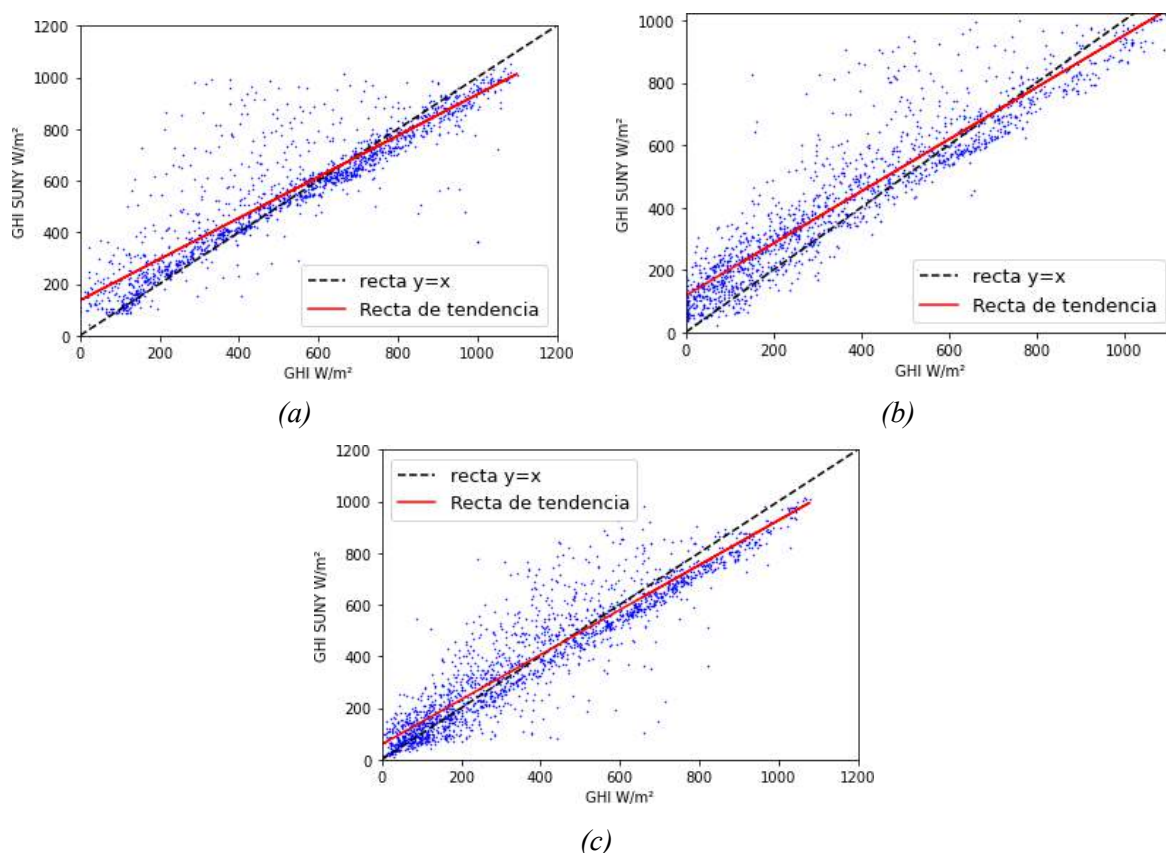 1200
1000
800
600
400
200
0
GHI SUNY W/m²
0 200 400 600 800 1000 1200
GHI W/m²
recta y=x
Recta de tendencia
(a)
1000
800
600
400
200
0
GHI SUNY W/m²
0 200 400 600 800 1000
GHI W/m²
recta y=x
Recta de tendencia
(b)
1200
1000
800
600
400
200
0
GHI SUNY W/m²
0 200 400 600 800 1000 1200
GHI W/m²
recta y=x
Recta de tendencia
(c)